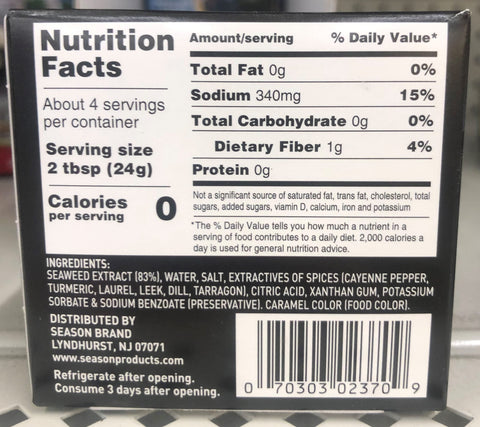 Nutrition
Facts
About 4 servings
per container
Serving size
2 tbsp (24g)
Calories
per serving 0
Amount/serving % Daily Value*
Total Fat 0g 0%
Sodium 340mg 15%
Total Carbohydrate 0g 0%
Dietary Fiber 1g 4%
Protein 0g
Not a significant source of saturated fat, trans fat, cholesterol, total
sugars, added sugars, vitamin D, calcium, iron and potassium
*The % Daily Value tells you how much a nutrient in a
serving of food contributes to a daily diet. 2,000 calories a
day is used for general nutrition advice.
INGREDIENTS:
SEAWEED EXTRACT (83%), WATER, SALT, EXTRACTIVES OF SPICES (CAYENNE PEPPER,
TURMERIC, LAUREL, LEEK, DILL, TARRAGON), CITRIC ACID, XANTHAN GUM, POTASSIUM
SORBATE & SODIUM BENZOATE (PRESERVATIVE). CARAMEL COLOR (FOOD COLOR).
DISTRIBUTED BY
SEASON BRAND
LYNDHURST, NJ 07071
www.seasonproducts.com
Refrigerate after opening.
Consume 3 days after opening.
0 70303 02370 9